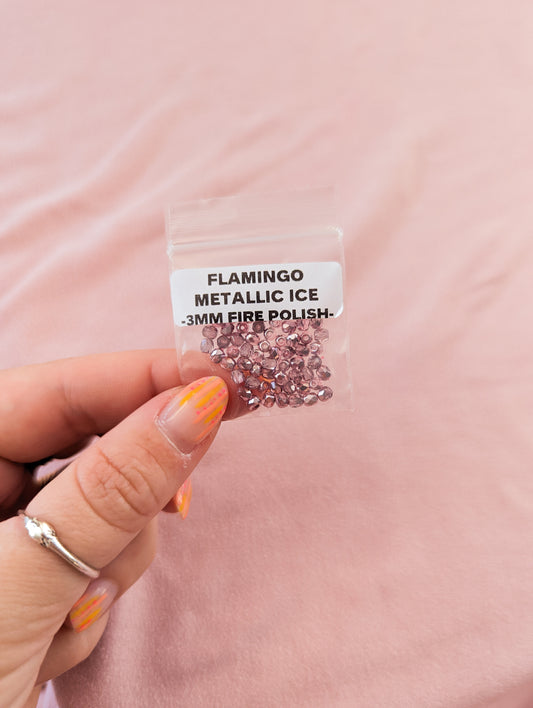 FLAMINGO
METALLIC ICE
-3MM FIRE POLISH-